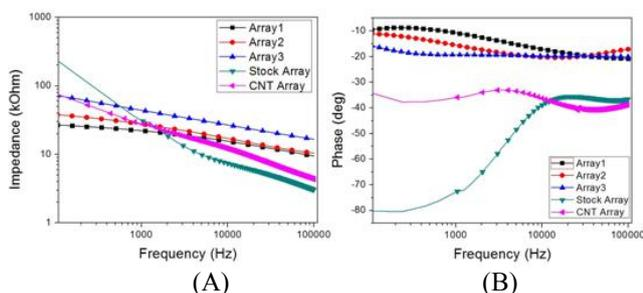 1000
100
10
1
Impedance (kOhm)
1000
10000
100000
Frequency (Hz)
Array1
Array2
Array3
Stock Array
CNT Array
(A)
-10
-20
-30
-40
-50
-60
-70
-80
Phase (deg)
1000
10000
100000
Frequency (Hz)
Array1
Array2
Array3
Stock Array
CNT Array
(B)